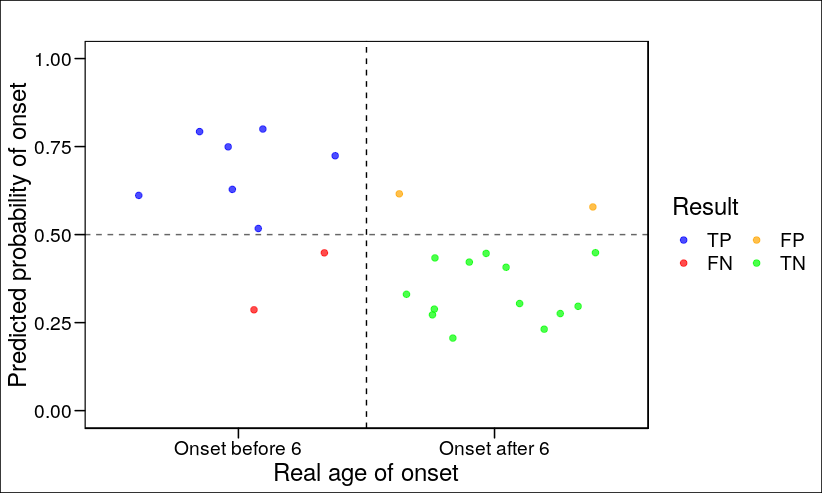 Predicted probability of onset
1.00
0.75
0.50
0.25
0.00
Onset before 6 Onset after 6
Real age of onset
Result
TP FP
FN TN